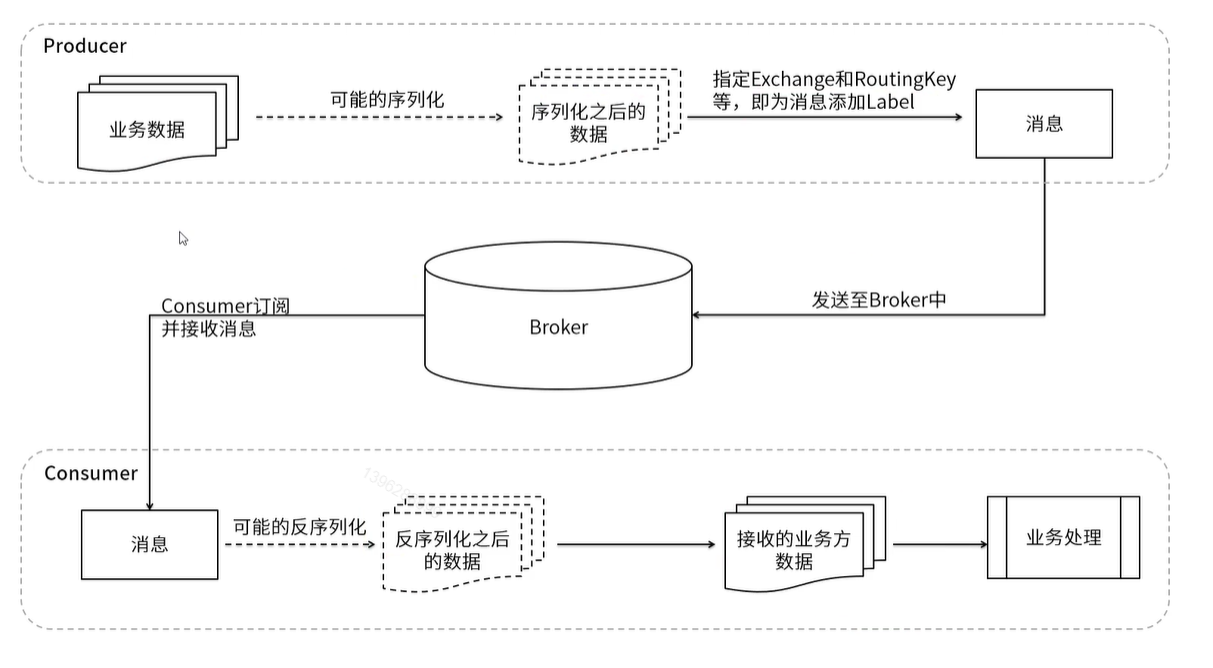 Producer
业务数据
可能的序列化
序列化之后的
数据
指定Exchange和RoutingKey
等，即为消息添加Label
消息
Consumer订阅
并接收消息
Broker
发送至Broker中
Consumer
消息
可能的反序列化
反序列化之后
的数据
接收的业务方
数据
业务处理